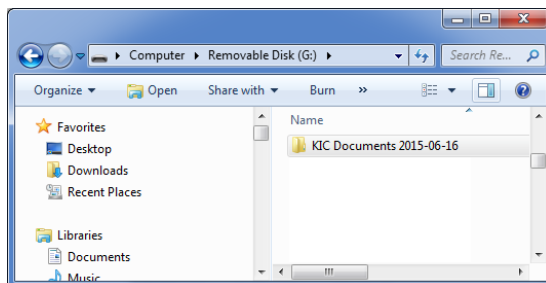 Computer Removable Disk (G:) Search Re...
Organize Open Share with Burn »
Favorites
Desktop
Downloads
Recent Places
Libraries
Documents
Music
Name
KIC Documents 2015-06-16